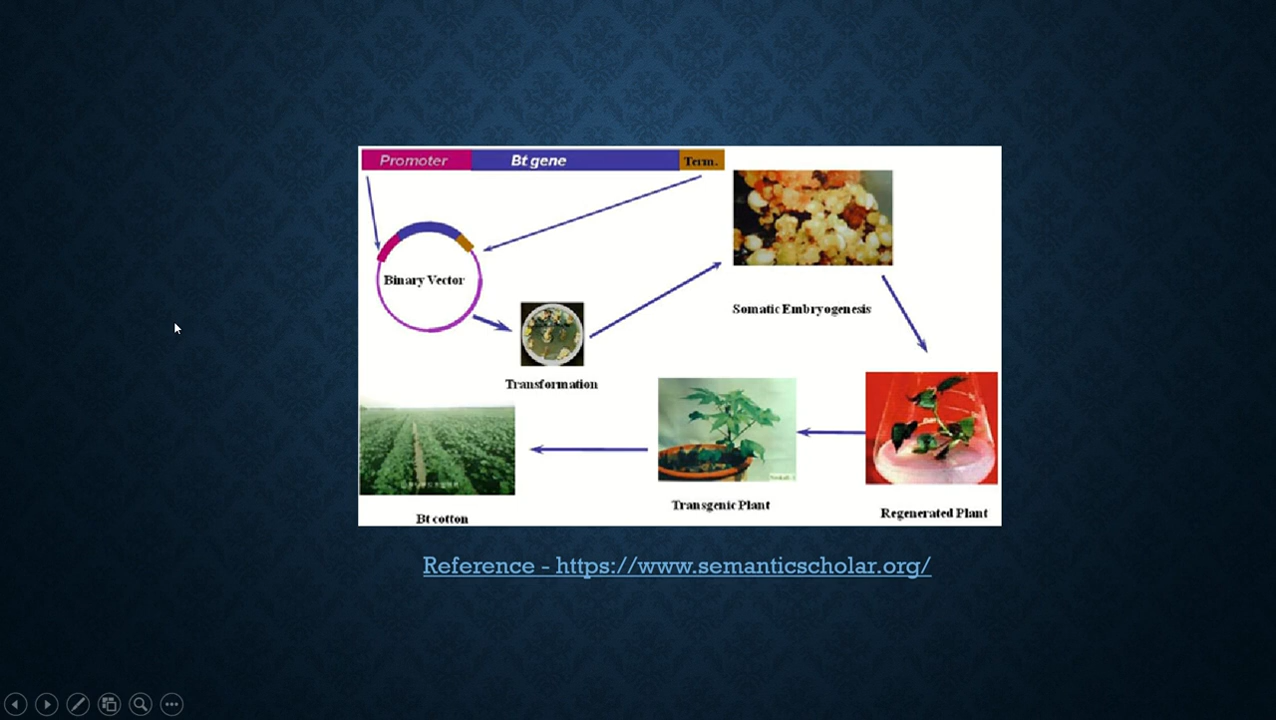 Promoter Bt gene Term.
Binary Vector
Somatic Embryogenesis
Transformation
Transgenic Plant
Regenerated Plant
Bt cotton
Reference - https://www.semanticscholar.org/